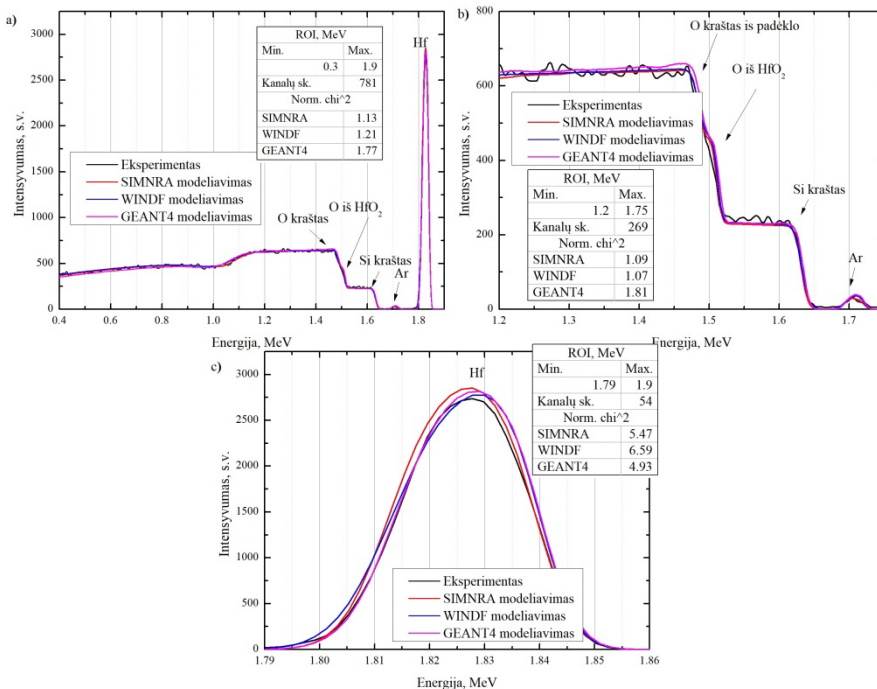 a)
Intensyvumas, s.v.
3000
2500
2000
1500
1000
500
0
0.4 0.6 0.8 1.0 1.2 1.4 1.6 1.8
Energija, MeV
ROI, MeV
Min. Max.
0.3 1.9
Kanalų sk. 781
Norm. chi^2
SIMNRA 1.13
WINDF 1.21
GEANT4 1.77
Hf
Eksperimentas
SIMNRA modeliavimas
WINDF modeliavimas
GEANT4 modeliavimas
O kraštas
O iš HfO2
Si kraštas
Ar
b)
Intensyvumas, s.v.
800
600
400
200
0
1.2 1.3 1.4 1.5 1.6 1.7
Energija, MeV
O kraštas is padėklo
O iš HfO2
Eksperimentas
SIMNRA modeliavimas
WINDF modeliavimas
GEANT4 modeliavimas
ROI, MeV
Min. Max.
1.2 1.75
Kanalų sk. 269
Norm. chi^2
SIMNRA 1.09
WINDF 1.07
GEANT4 1.81
Si kraštas
Ar
c)
Intensyvumas, s.v.
3000
2500
2000
1500
1000
500
0
1.79 1.80 1.81 1.82 1.83 1.84 1.85 1.86
Energija, MeV
Hf
ROI, MeV
Min. Max.
1.79 1.9
Kanalų sk. 54
Norm. chi^2
SIMNRA 5.47
WINDF 6.59
GEANT4 4.93
Eksperimentas
SIMNRA modeliavimas
WINDF modeliavimas
GEANT4 modeliavimas